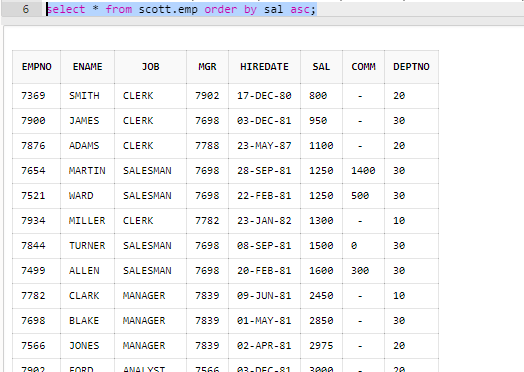 6 select * from scott.emp order by sal asc;
EMPNO ENAME JOB MGR HIREDATE SAL COMM DEPTNO
7369 SMITH CLERK 7902 17-DEC-80 800 - 20
7900 JAMES CLERK 7698 03-DEC-81 950 - 30
7876 ADAMS CLERK 7788 23-MAY-87 1100 - 20
7654 MARTIN SALESMAN 7698 28-SEP-81 1250 1400 30
7521 WARD SALESMAN 7698 22-FEB-81 1250 500 30
7934 MILLER CLERK 7782 23-JAN-82 1300 - 10
7844 TURNER SALESMAN 7698 08-SEP-81 1500 0 30
7499 ALLEN SALESMAN 7698 20-FEB-81 1600 300 30
7782 CLARK MANAGER 7839 09-JUN-81 2450 - 10
7698 BLAKE MANAGER 7839 01-MAY-81 2850 - 30
7566 JONES MANAGER 7839 02-APR-81 2975 - 20
7902 FORD ANALYST 7566 03-DEC-81 3000 - 20